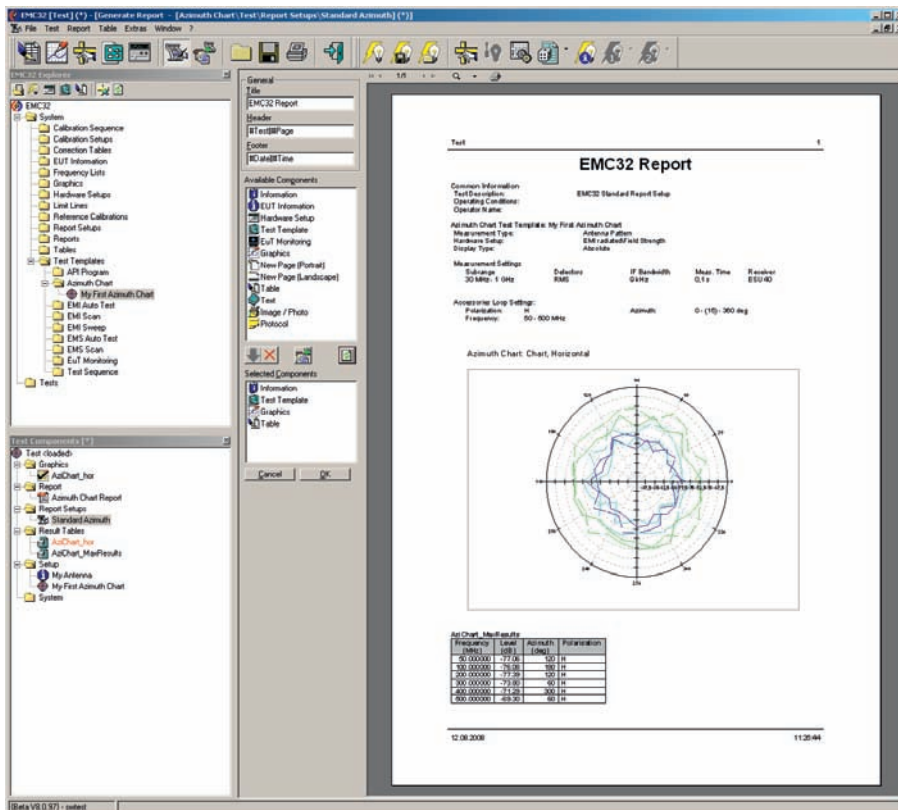 EMC32 [Test] (*) - [Generate Report - [Azimuth Chart\Test\Report Setups\Standard Azimuth] (*)]
File Test Report Table Extras Window ?
EMC32 Explorer
EMC32
System
Calibration Sequence
Calibration Setups
Correction Tables
EUT Information
Frequency Lists
Graphics
Hardware Setups
Limit Lines
Reference Calibrations
Report Setups
Reports
Tables
Test Templates
API Program
Azimuth Chart
My First Azimuth Chart
EMI Auto Test
EMI Scan
EMI Sweep
EMS Auto Test
EMS Scan
EuT Monitoring
Test Sequence
Tests
Test Components (*)
Test <loaded>
Graphics
AziChart_hor
Report
Azimuth Chart Report
Report Setups
Standard Azimuth
Result Tables
AziChart_hor
AziChart_MaxResults
Setup
My Antenna
My First Azimuth Chart
System
General
Title
EMC32 Report
Header
#Test|#Page
Footer
#Date|#Time
Available Components
Information
EUT Information
Hardware Setup
Test Template
EuT Monitoring
Graphics
New Page (Portrait)
New Page (Landscape)
Table
Text
Image / Photo
Protocol
Selected Components
Information
Test Template
Graphics
Table
Cancel OK
1/1
Test 1
EMC32 Report
Common Information
Test Description: EMC32 Standard Report Setup
Operating Conditions:
Operator Name:
Azimuth Chart Test Template: My First Azimuth Chart
Measurement Type: Antenna Pattern
Hardware Setup: EMI radiated\Field Strength
Display Type: Absolute
Measurement Settings
Subrange Detectors IF Bandwidth Meas. Time Receiver
30 MHz - 1 GHz RMS 9 kHz 0,1 s ESU 40
Accessories Loop Settings:
Polarization: H Azimuth: 0 - (15) - 360 deg
Frequency: 50 - 600 MHz
Azimuth Chart: Chart, Horizontal
AziChart_MaxResults
Frequency Level Azimuth Polarization
[MHz] [dB] [deg]
50.000000 -77.06 120 H
100.000000 -76.08 180 H
200.000000 -77.39 120 H
300.000000 -73.80 60 H
400.000000 -71.29 300 H
600.000000 -69.30 60 H
12.08.2008 11:25:44